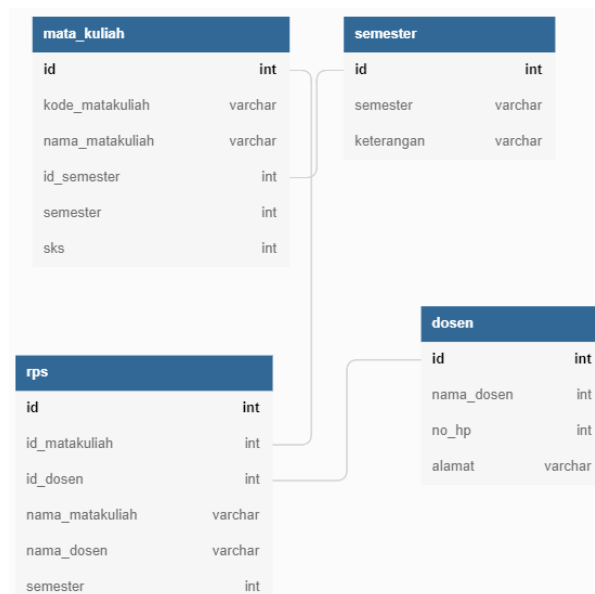 mata_kuliah
id int
kode_matakuliah varchar
nama_matakuliah varchar
id_semester int
semester int
sks int
semester
id int
semester varchar
keterangan varchar
dosen
id int
nama_dosen int
no_hp int
alamat varchar
rps
id int
id_matakuliah int
id_dosen int
nama_matakuliah varchar
nama_dosen varchar
semester int